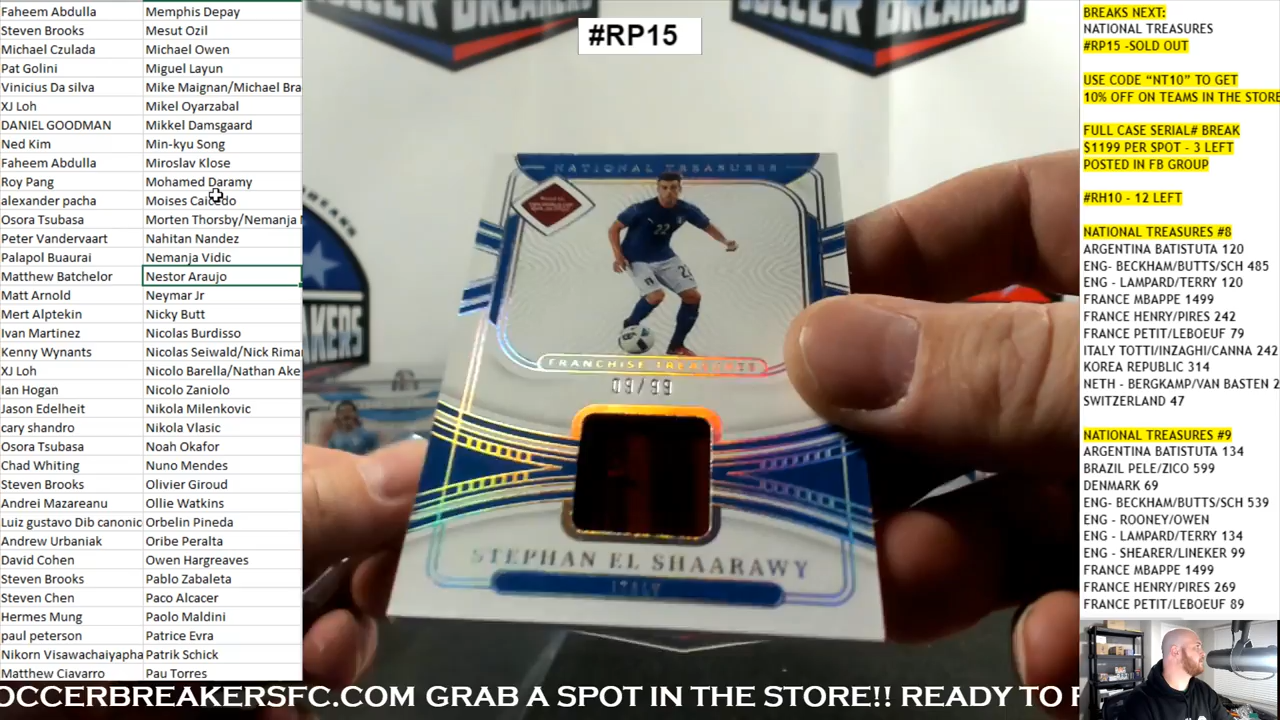 Faheem Abdulla Memphis Depay
Steven Brooks Mesut Ozil
Michael Czulada Michael Owen
Pat Golini Miguel Layun
Vinicius Da silva Mike Maignan/Michael Bra
XJ Loh Mikel Oyarzabal
DANIEL GOODMAN Mikkel Damsgaard
Ned Kim Min-kyu Song
Faheem Abdulla Miroslav Klose
Roy Pang Mohamed Daramy
alexander pacha Moises Caicedo
Osora Tsubasa Morten Thorsby/Nemanja
Peter Vandervaart Nahitan Nandez
Palapol Buaurai Nemanja Vidic
Matthew Batchelor Nestor Araujo
Matt Arnold Neymar Jr
Mert Alptekin Nicky Butt
Ivan Martinez Nicolas Burdisso
Kenny Wynants Nicolas Seiwald/Nick Rima
XJ Loh Nicolo Barella/Nathan Ake
Ian Hogan Nicolo Zaniolo
Jason Edelheit Nikola Milenkovic
cary shandro Nikola Vlasic
Osora Tsubasa Noah Okafor
Chad Whiting Nuno Mendes
Steven Brooks Olivier Giroud
Andrei Mazareanu Ollie Watkins
Luiz gustavo Dib canonic Orbelin Pineda
Andrew Urbaniak Oribe Peralta
David Cohen Owen Hargreaves
Steven Brooks Pablo Zabaleta
Steven Chen Paco Alcacer
Hermes Mung Paolo Maldini
paul peterson Patrice Evra
Nikorn Visawachaiyapha Patrik Schick
Matthew Ciavarro Pau Torres
#RP15
BREAKERS
NATIONAL TREASURES
22
FRANCHISE TREASURES
09/99
STEPHAN EL SHAARAWY
ITALY
BREAKS NEXT:
NATIONAL TREASURES
#RP15 -SOLD OUT
USE CODE “NT10” TO GET
10% OFF ON TEAMS IN THE STORE
FULL CASE SERIAL# BREAK
$1199 PER SPOT - 3 LEFT
POSTED IN FB GROUP
#RH10 - 12 LEFT
NATIONAL TREASURES #8
ARGENTINA BATISTUTA 120
ENG- BECKHAM/BUTTS/SCH 485
ENG - LAMPARD/TERRY 120
FRANCE MBAPPE 1499
FRANCE HENRY/PIRES 242
FRANCE PETIT/LEBOEUF 79
ITALY TOTTI/INZAGHI/CANNA 242
KOREA REPUBLIC 314
NETH - BERGKAMP/VAN BASTEN 2
SWITZERLAND 47
NATIONAL TREASURES #9
ARGENTINA BATISTUTA 134
BRAZIL PELE/ZICO 599
DENMARK 69
ENG- BECKHAM/BUTTS/SCH 539
ENG - ROONEY/OWEN
ENG - LAMPARD/TERRY 134
ENG - SHEARER/LINEKER 99
FRANCE MBAPPE 1499
FRANCE HENRY/PIRES 269
FRANCE PETIT/LEBOEUF 89
OCCERBREAKERSFC.COM GRAB A SPOT IN THE STORE!! READY TO